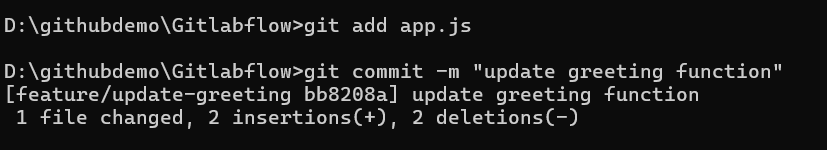 D:\githubdemo\Gitlabflow>git add app.js
D:\githubdemo\Gitlabflow>git commit -m "update greeting function"
[feature/update-greeting bb8208a] update greeting function
 1 file changed, 2 insertions(+), 2 deletions(-)